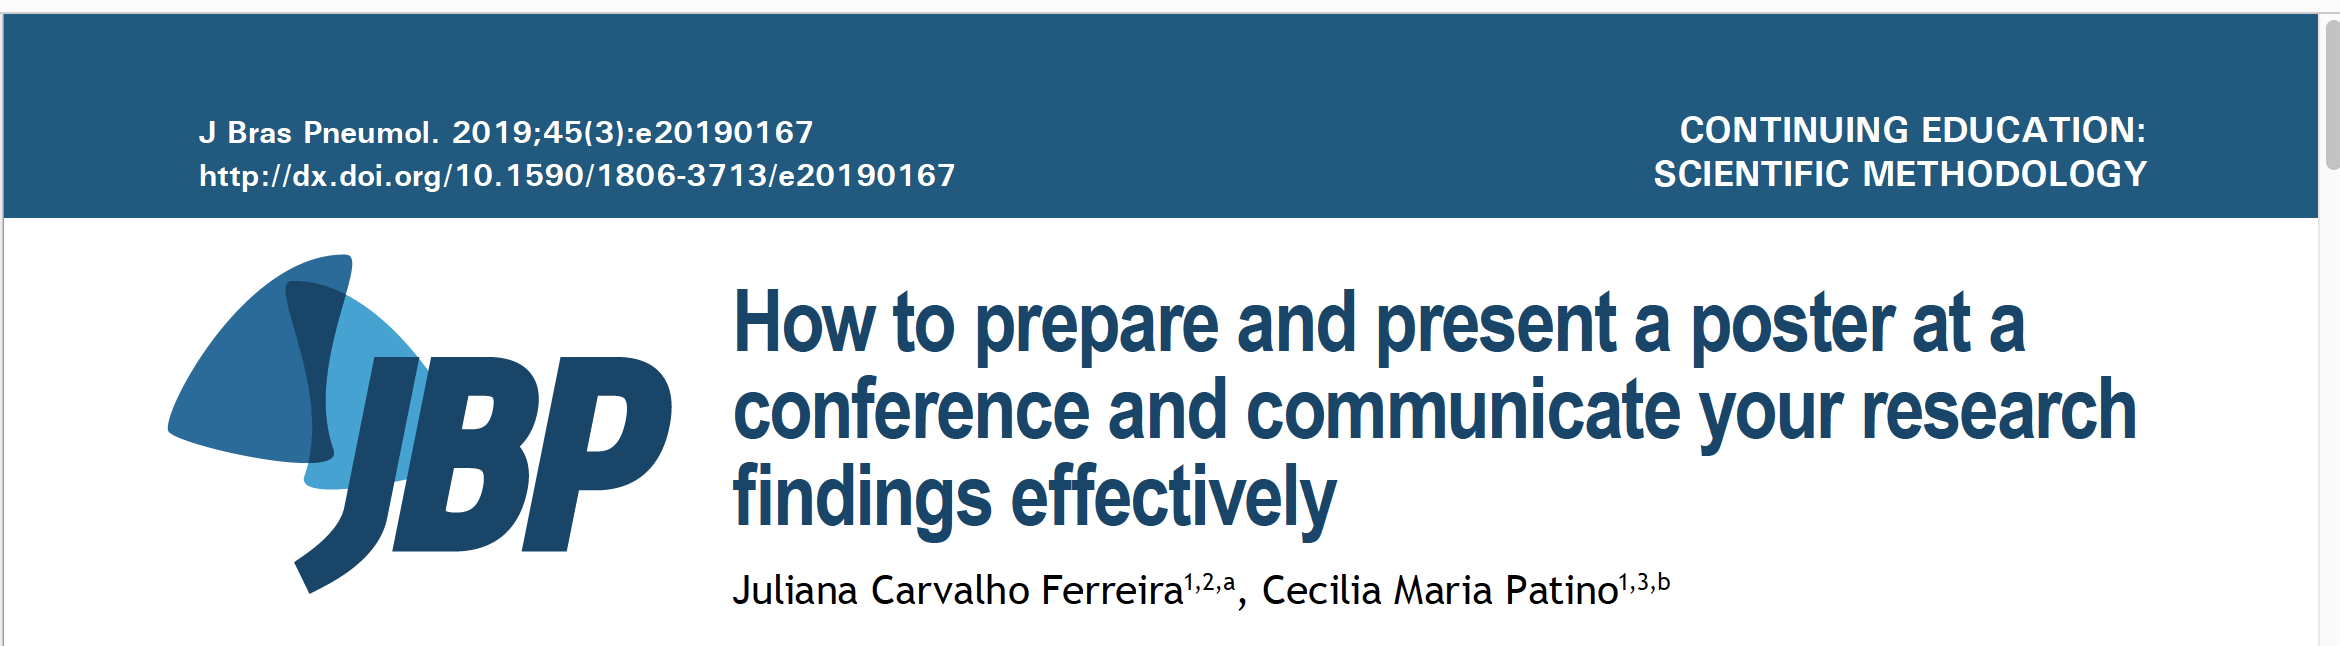 J Bras Pneumol. 2019;45(3):e20190167
http://dx.doi.org/10.1590/1806-3713/e20190167
CONTINUING EDUCATION:
SCIENTIFIC METHODOLOGY
JBP
How to prepare and present a poster at a
conference and communicate your research
findings effectively
Juliana Carvalho Ferreira1,2,a, Cecilia Maria Patino1,3,b